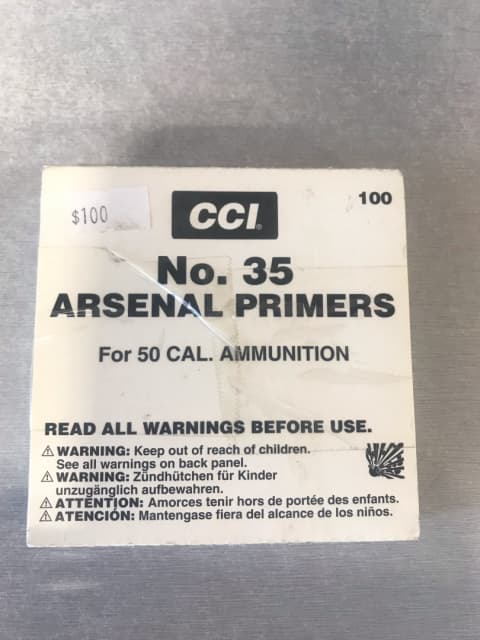 $100
CCI®
100
No. 35
ARSENAL PRIMERS
For 50 CAL. AMMUNITION
READ ALL WARNINGS BEFORE USE.
⚠ WARNING: Keep out of reach of children.
See all warnings on back panel.
⚠ WARNING: Zündhütchen für Kinder
unzugänglich aufbewahren.
⚠ ATTENTION: Amorces tenir hors de portée des enfants.
⚠ ATENCIÓN: Mantengase fiera del alcance de los niños.